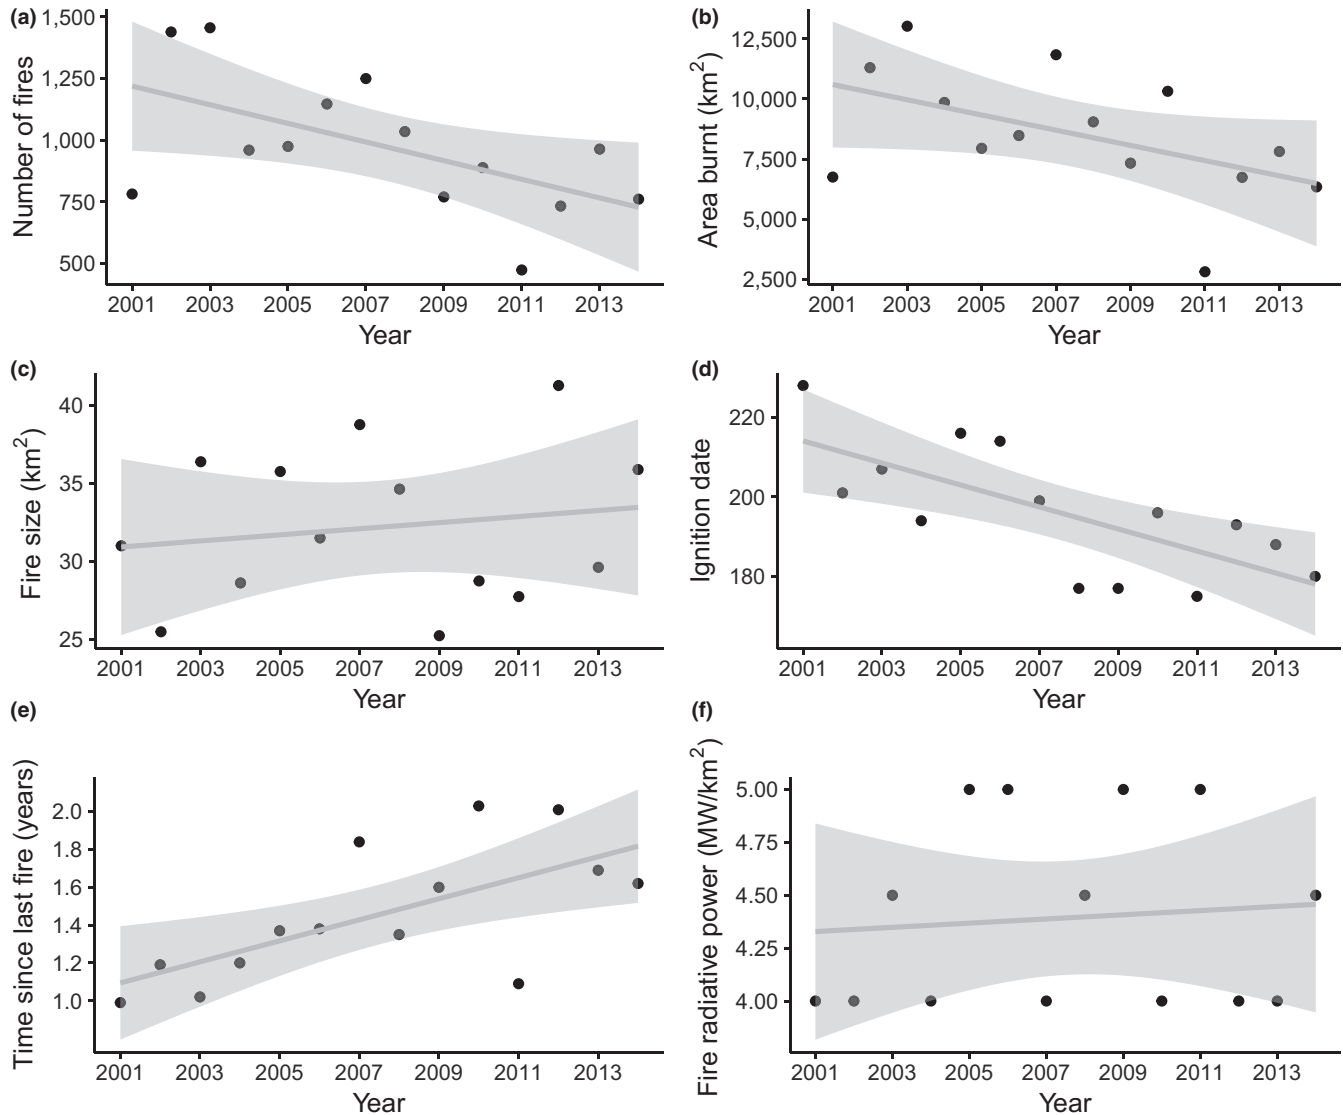 (a)
Number of fires
1,500
1,250
1,000
750
500
2001 2003 2005 2007 2009 2011 2013
Year
(b)
Area burnt (km²)
12,500
10,000
7,500
5,000
2,500
2001 2003 2005 2007 2009 2011 2013
Year
(c)
Fire size (km²)
40
35
30
25
2001 2003 2005 2007 2009 2011 2013
Year
(d)
Ignition date
220
200
180
2001 2003 2005 2007 2009 2011 2013
Year
(e)
Time since last fire (years)
2.0
1.8
1.6
1.4
1.2
1.0
2001 2003 2005 2007 2009 2011 2013
Year
(f)
Fire radiative power (MW/km²)
5.00
4.75
4.50
4.25
4.00
2001 2003 2005 2007 2009 2011 2013
Year